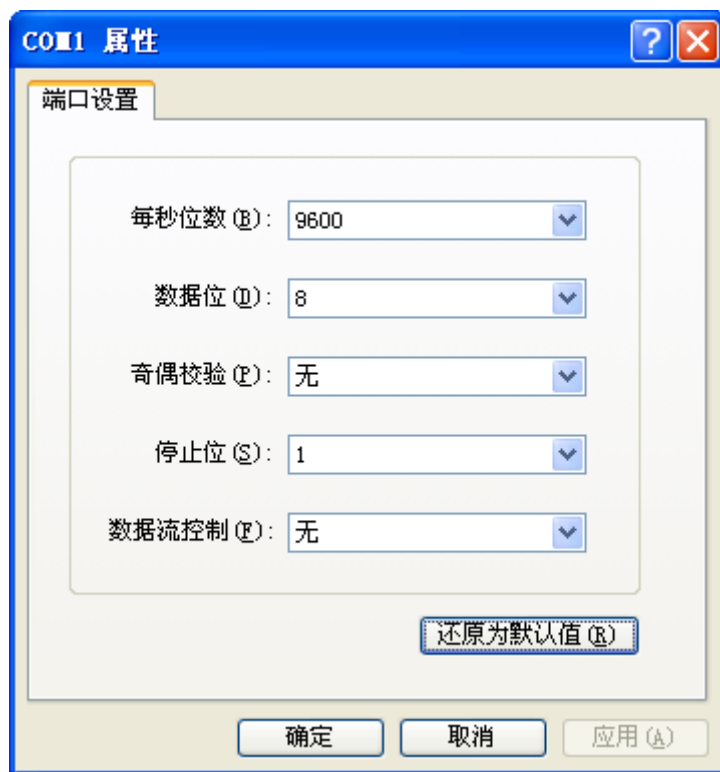 COM1 属性
端口设置
每秒位数(B): 9600
数据位(D): 8
奇偶校验(P): 无
停止位(S): 1
数据流控制(F): 无
还原为默认值(R)
确定 取消 应用(A)